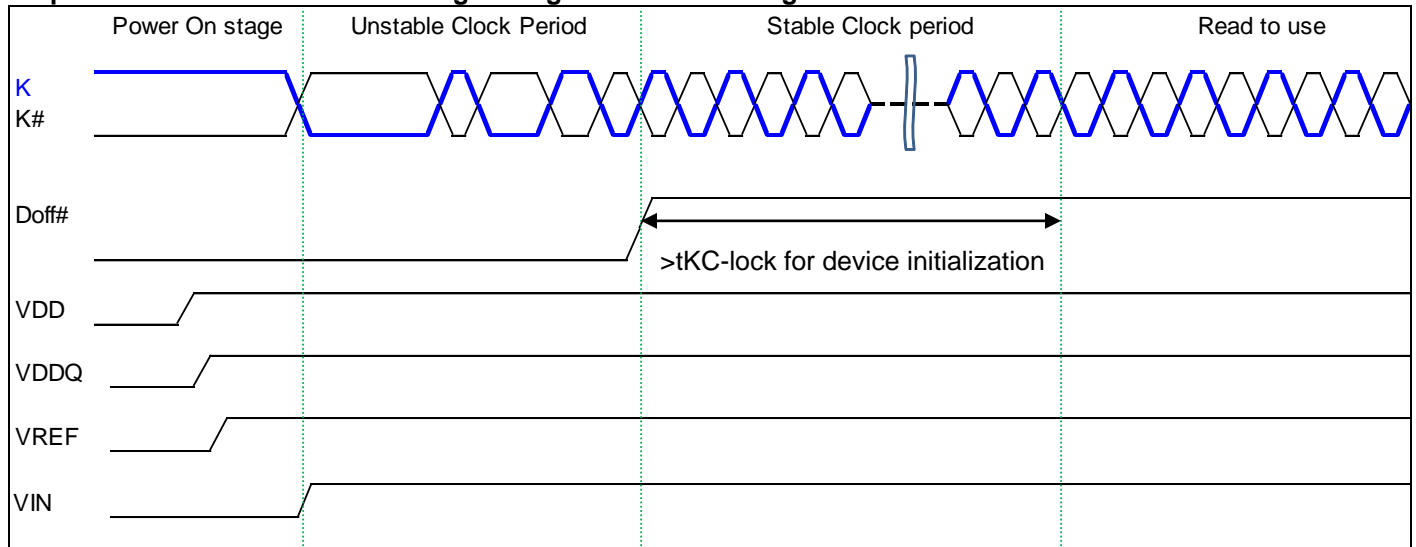 Power On stage Unstable Clock Period Stable Clock period Read to use
K
K#
Doff#
>tKC-lock for device initialization
VDD
VDDQ
VREF
VIN